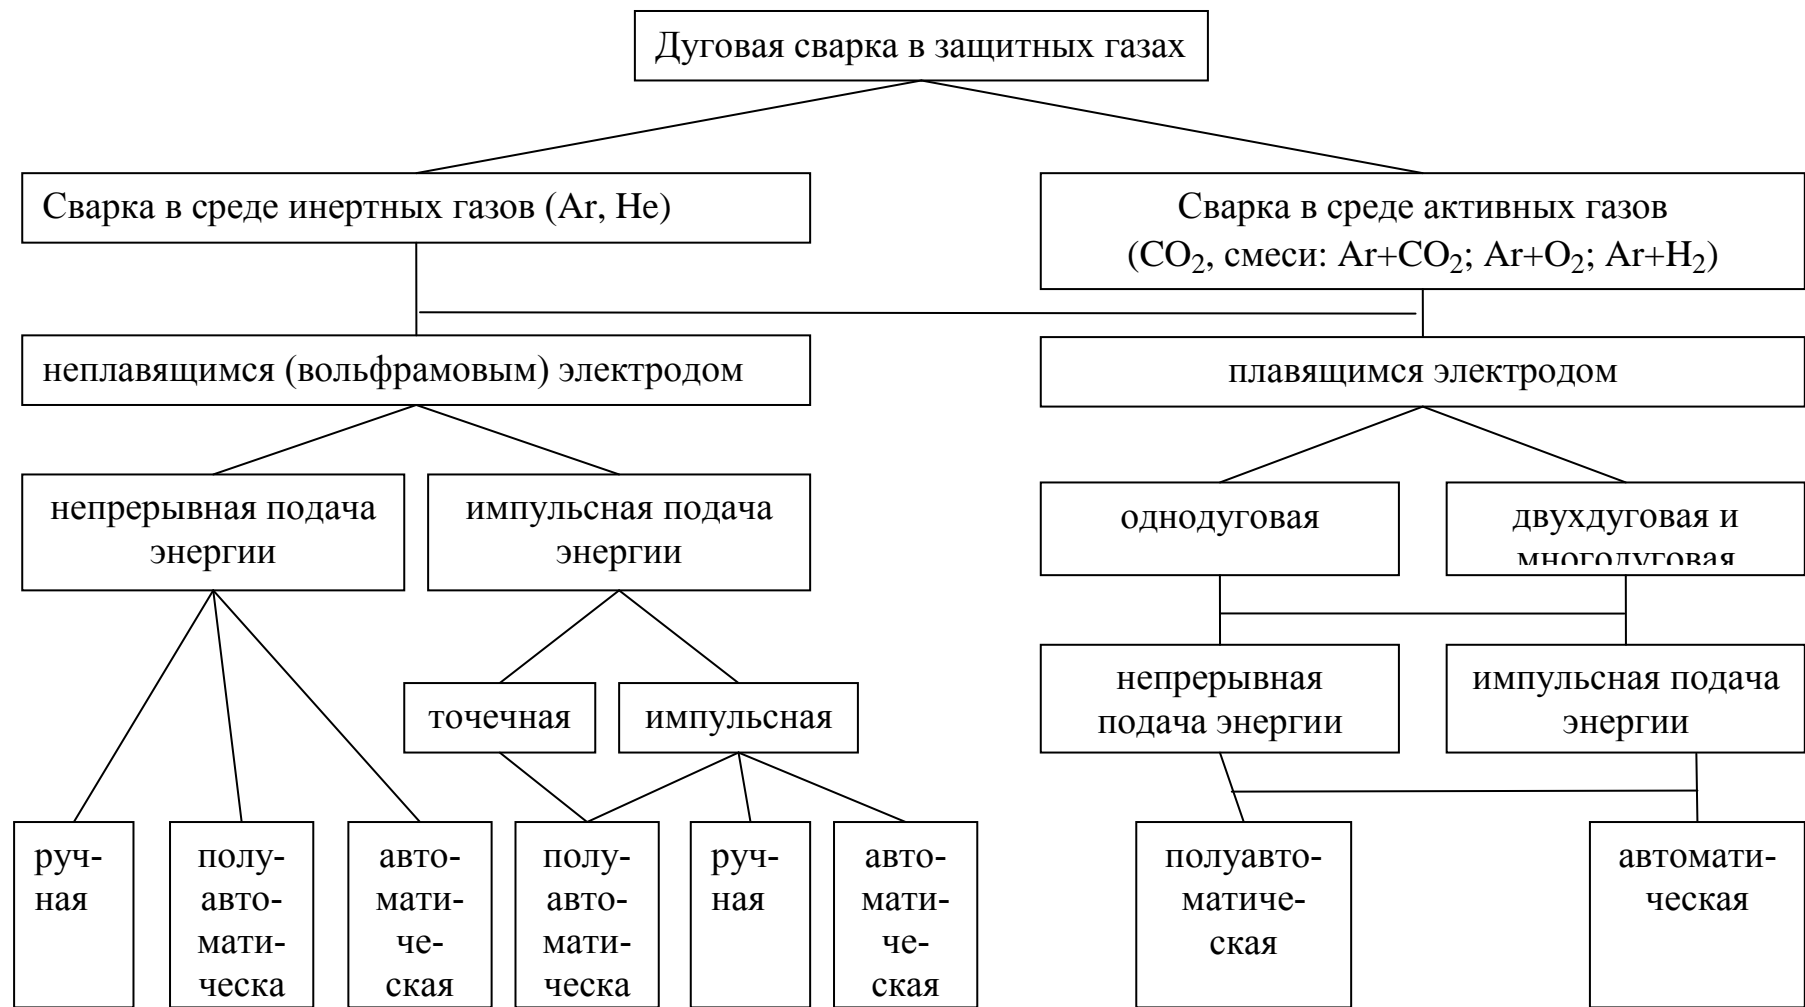 Дуговая сварка в защитных газах
Сварка в среде инертных газов (Ar, He)
Сварка в среде активных газов
(CO₂, смеси: Ar+CO₂; Ar+O₂; Ar+H₂)
неплавящимся (вольфрамовым) электродом
плавящимся электродом
непрерывная подача
энергии
импульсная подача
энергии
однодуговая
двухдуговая и
многодуговая
точечная
импульсная
непрерывная
подача энергии
импульсная подача
энергии
руч-
ная
полу-
авто-
мати-
ческа
авто-
мати-
че-
ская
полу-
авто-
мати-
ческа
руч-
ная
авто-
мати-
че-
ская
полуавто-
матиче-
ская
автомати-
ческая